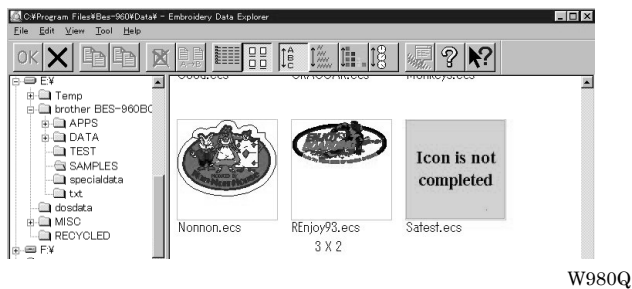 C:¥Program Files¥Bes-960¥Data¥ - Embroidery Data Explorer
File Edit View Tool Help
OK
A
B
C
E:¥
Temp
brother BES-960BC
APPS
DATA
TEST
SAMPLES
specialdata
txt
dosdata
MISC
RECYCLED
F:¥
Nonnon.ecs
REnjoy93.ecs
3 X 2
Icon is not
completed
Satest.ecs
W980Q